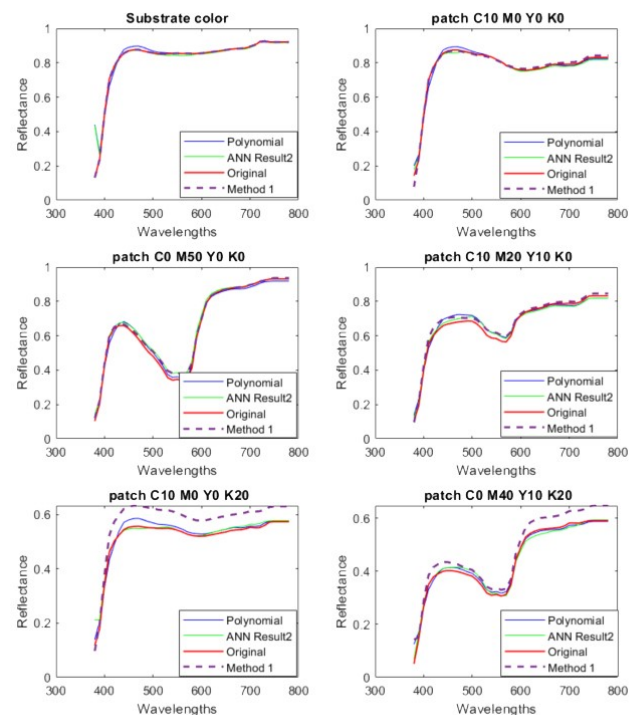 Substrate color
1
0.8
0.6
0.4
0.2
0
Reflectance
Polynomial
ANN Result2
Original
Method 1
300 400 500 600 700 800
Wavelengths
patch C10 M0 Y0 K0
1
0.8
0.6
0.4
0.2
0
Reflectance
Polynomial
ANN Result2
Original
Method 1
300 400 500 600 700 800
Wavelengths
patch C0 M50 Y0 K0
1
0.8
0.6
0.4
0.2
0
Reflectance
Polynomial
ANN Result2
Original
Method 1
300 400 500 600 700 800
Wavelengths
patch C10 M20 Y10 K0
1
0.8
0.6
0.4
0.2
0
Reflectance
Polynomial
ANN Result2
Original
Method 1
300 400 500 600 700 800
Wavelengths
patch C10 M0 Y0 K20
0.6
0.4
0.2
0
Reflectance
Polynomial
ANN Result2
Original
Method 1
300 400 500 600 700 800
Wavelengths
patch C0 M40 Y10 K20
0.6
0.4
0.2
0
Reflectance
Polynomial
ANN Result2
Original
Method 1
300 400 500 600 700 800
Wavelengths